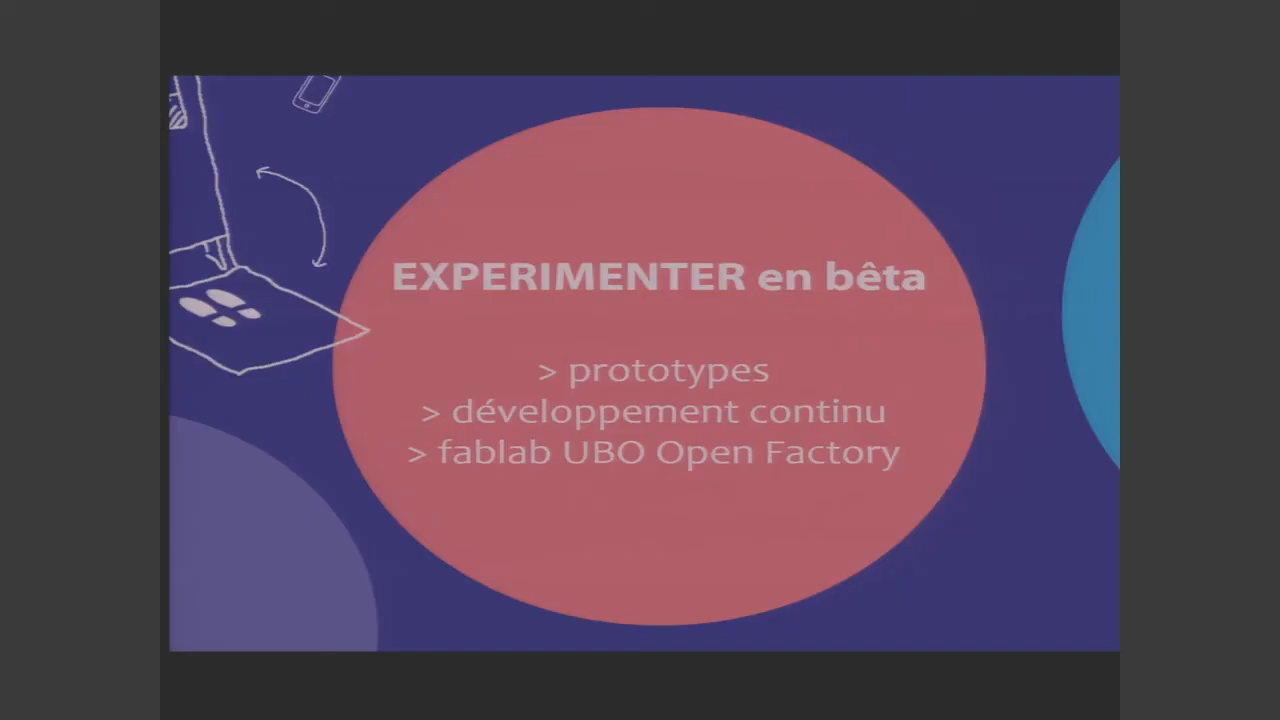 EXPERIMENTER en bêta
> prototypes
> développement continu
> fablab UBO Open Factory